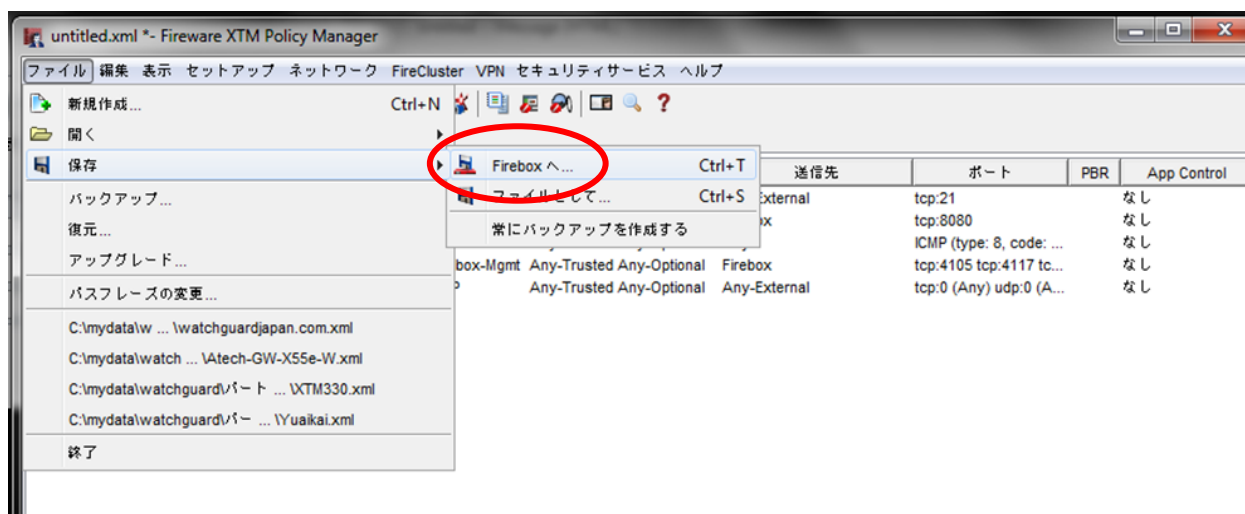 untitled.xml *- Fireware XTM Policy Manager
ファイル 編集 表示 セットアップ ネットワーク FireCluster VPN セキュリティサービス ヘルプ
新規作成... Ctrl+N
開く
保存
Firebox へ... Ctrl+T
ファイルとして... Ctrl+S
常にバックアップを作成する
バックアップ...
復元...
アップグレード...
パスフレーズの変更...
C:\mydata\w ... \watchguardjapan.com.xml
C:\mydata\watch ... \Atech-GW-X55e-W.xml
C:\mydata\watchguard\パート ... \XTM330.xml
C:\mydata\watchguard\パー ... \Yuaikai.xml
終了
送信先 ポート PBR App Control
External tcp:21 なし
tcp:8080 なし
ICMP (type: 8, code: ... なし
box-Mgmt Any-Trusted Any-Optional Firebox tcp:4105 tcp:4117 tc... なし
Any-Trusted Any-Optional Any-External tcp:0 (Any) udp:0 (A... なし